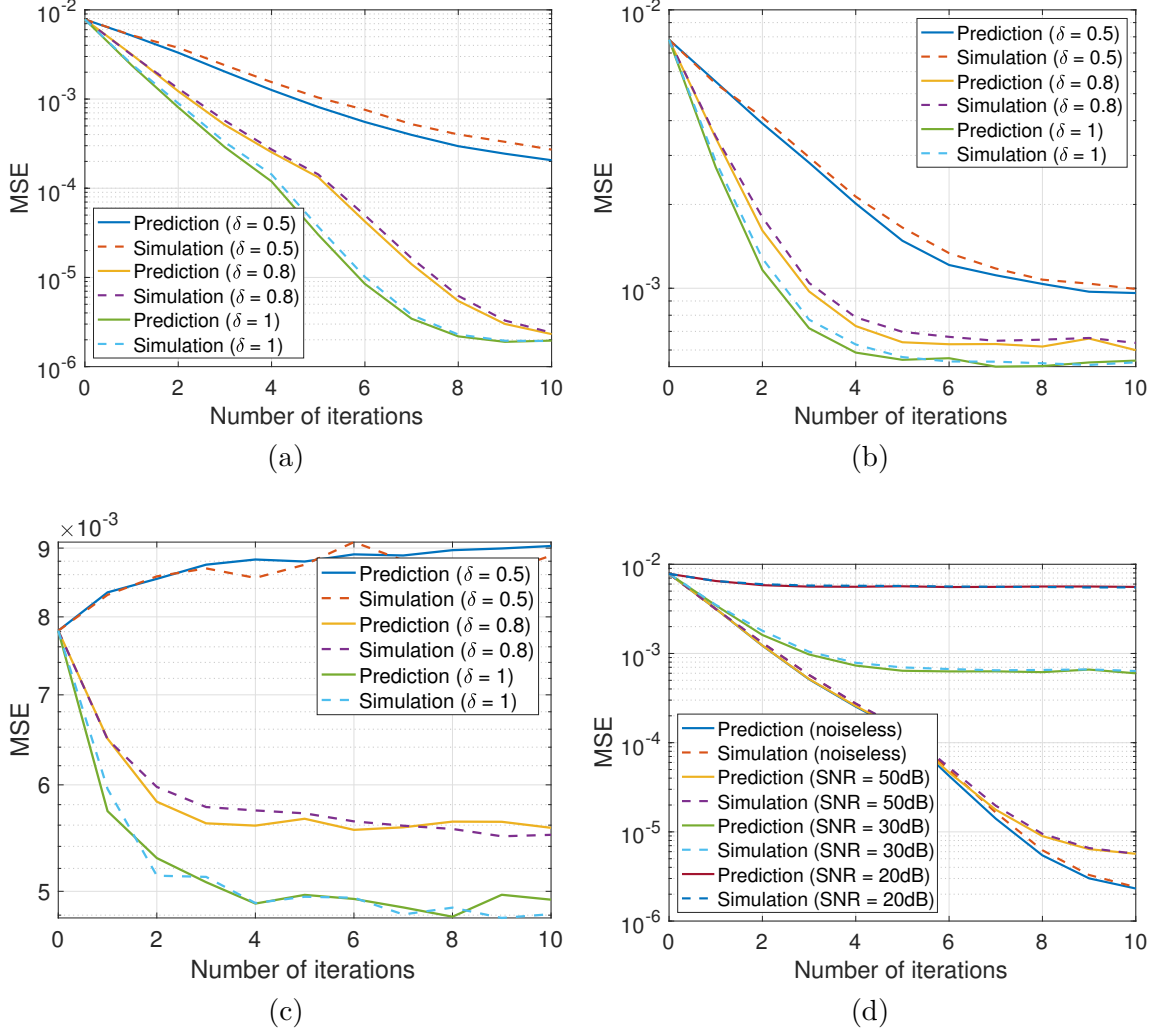 10^-2
10^-3
10^-4
10^-5
10^-6
MSE
Prediction (δ = 0.5)
Simulation (δ = 0.5)
Prediction (δ = 0.8)
Simulation (δ = 0.8)
Prediction (δ = 1)
Simulation (δ = 1)
0 2 4 6 8 10
Number of iterations
(a)
10^-2
10^-3
MSE
Prediction (δ = 0.5)
Simulation (δ = 0.5)
Prediction (δ = 0.8)
Simulation (δ = 0.8)
Prediction (δ = 1)
Simulation (δ = 1)
0 2 4 6 8 10
Number of iterations
(b)
×10^-3
9
8
7
6
5
MSE
Prediction (δ = 0.5)
Simulation (δ = 0.5)
Prediction (δ = 0.8)
Simulation (δ = 0.8)
Prediction (δ = 1)
Simulation (δ = 1)
0 2 4 6 8 10
Number of iterations
(c)
10^-2
10^-3
10^-4
10^-5
10^-6
MSE
Prediction (noiseless)
Simulation (noiseless)
Prediction (SNR = 50dB)
Simulation (SNR = 50dB)
Prediction (SNR = 30dB)
Simulation (SNR = 30dB)
Prediction (SNR = 20dB)
Simulation (SNR = 20dB)
0 2 4 6 8 10
Number of iterations
(d)